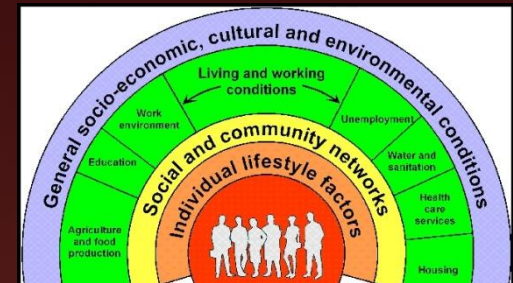 General socio-economic, cultural and environmental conditions
Living and working
conditions
Work
environment
Unemployment
Education
Water and
sanitation
Agriculture
and food
production
Health
care
services
Housing
Social and community networks
Individual lifestyle factors